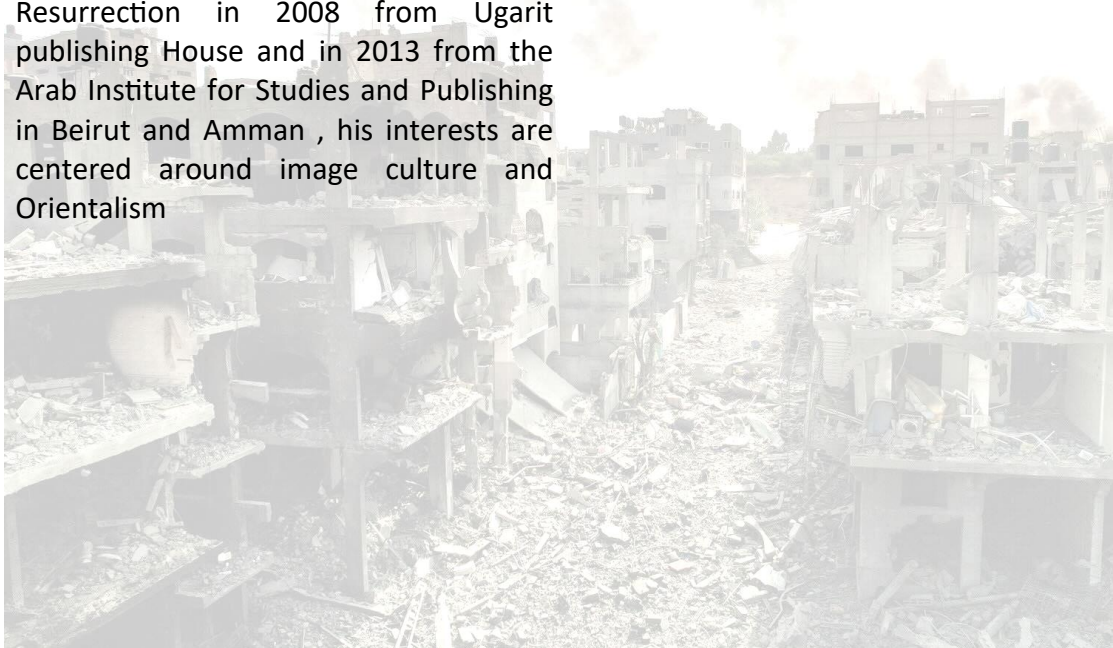 Resurrection in 2008 from Ugarit
publishing House and in 2013 from the
Arab Institute for Studies and Publishing
in Beirut and Amman , his interests are
centered around image culture and
Orientalism